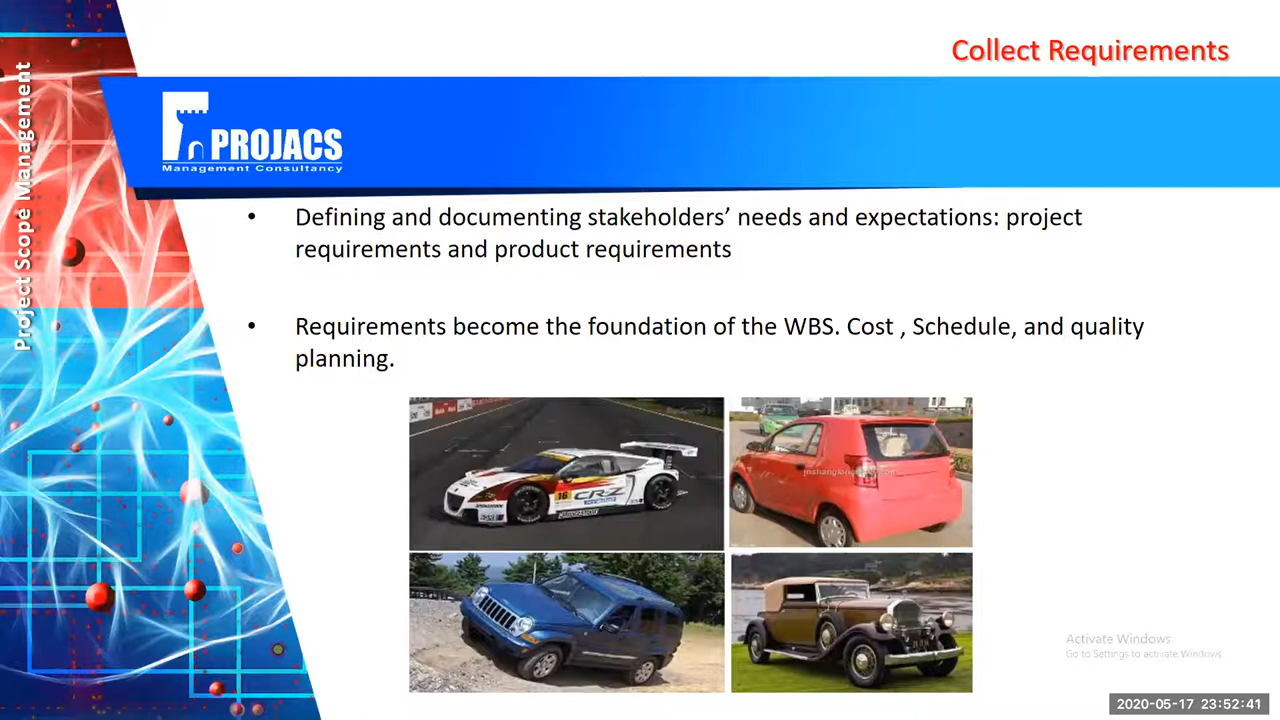 Collect Requirements
Project Scope Management
PROJACS
Management Consultancy
• Defining and documenting stakeholders’ needs and expectations: project
requirements and product requirements
• Requirements become the foundation of the WBS. Cost , Schedule, and quality
planning.
16
CR-Z
Activate Windows
Go to Settings to activate Windows
2020-05-17 23:52:41